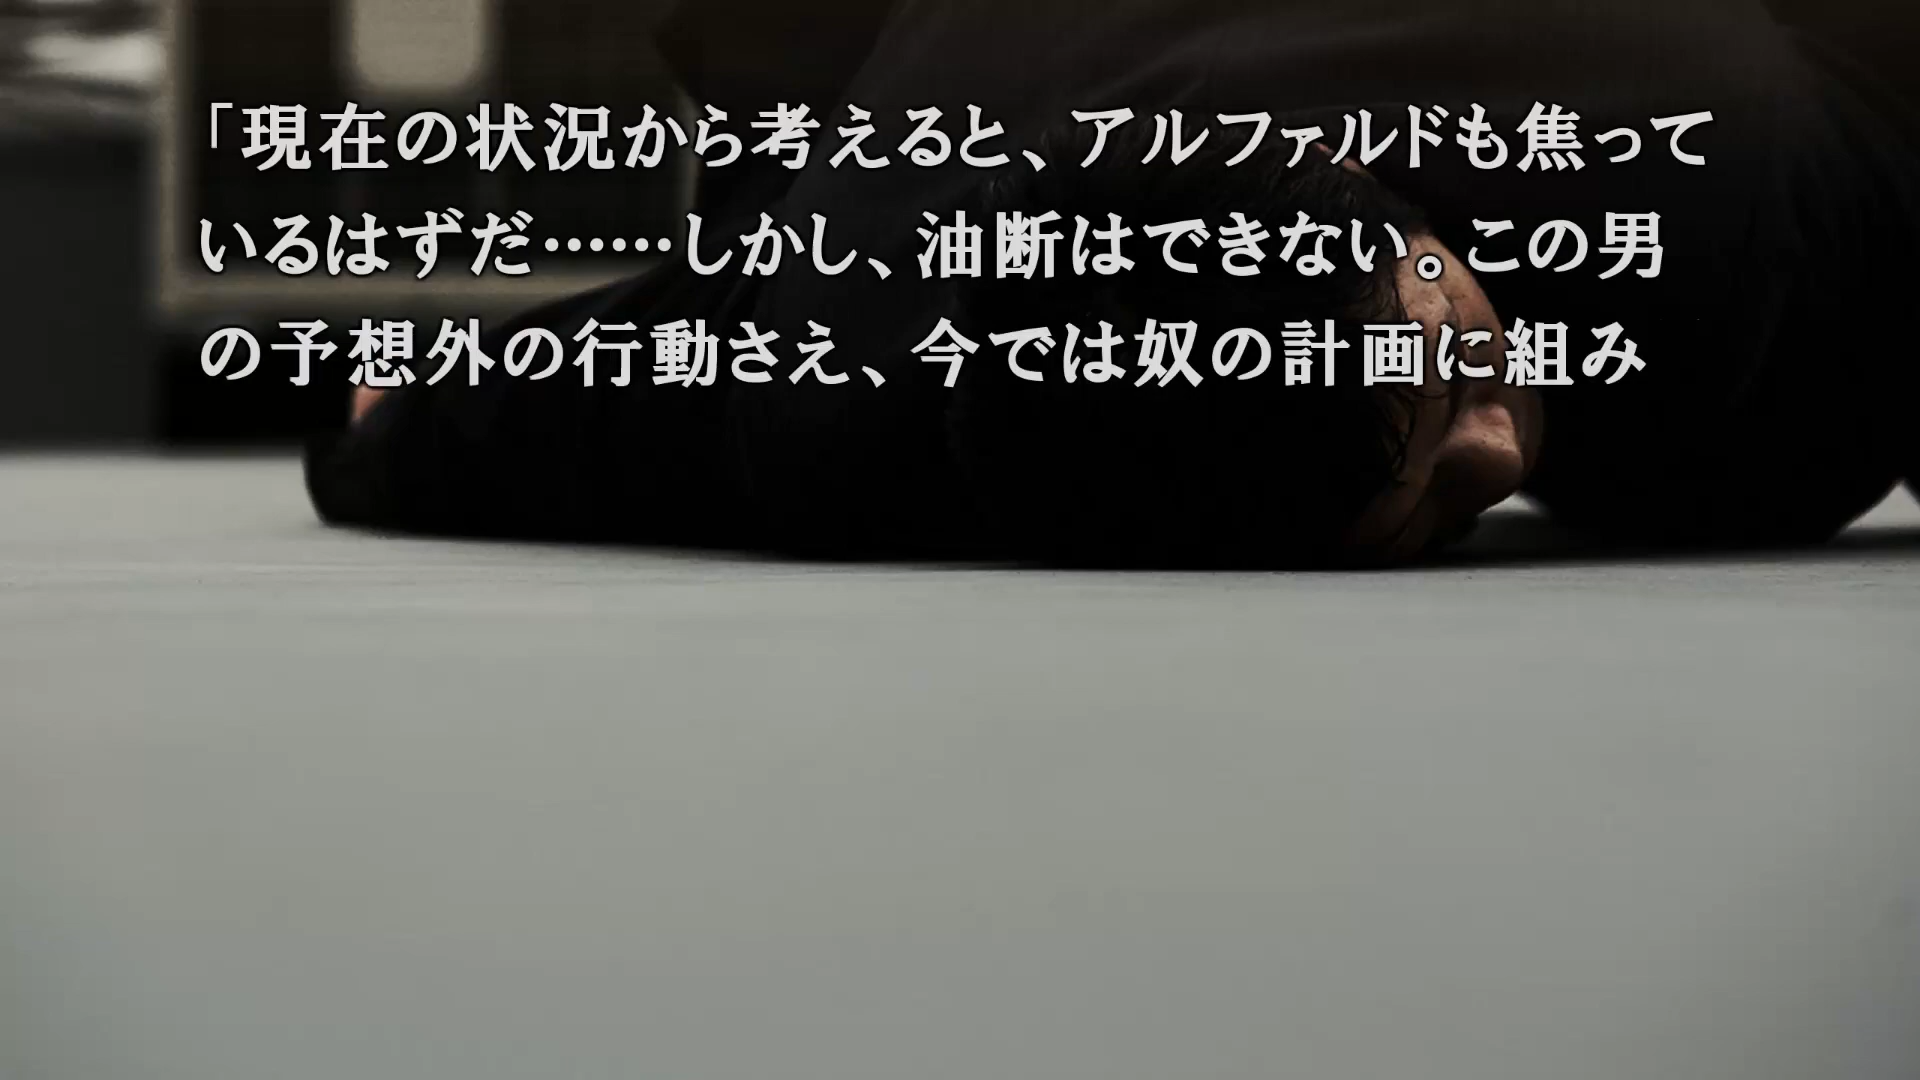 「現在の状況から考えると、アルファルドも焦って
いるはずだ……しかし、油断はできない。この男
の予想外の行動さえ、今では奴の計画に組み